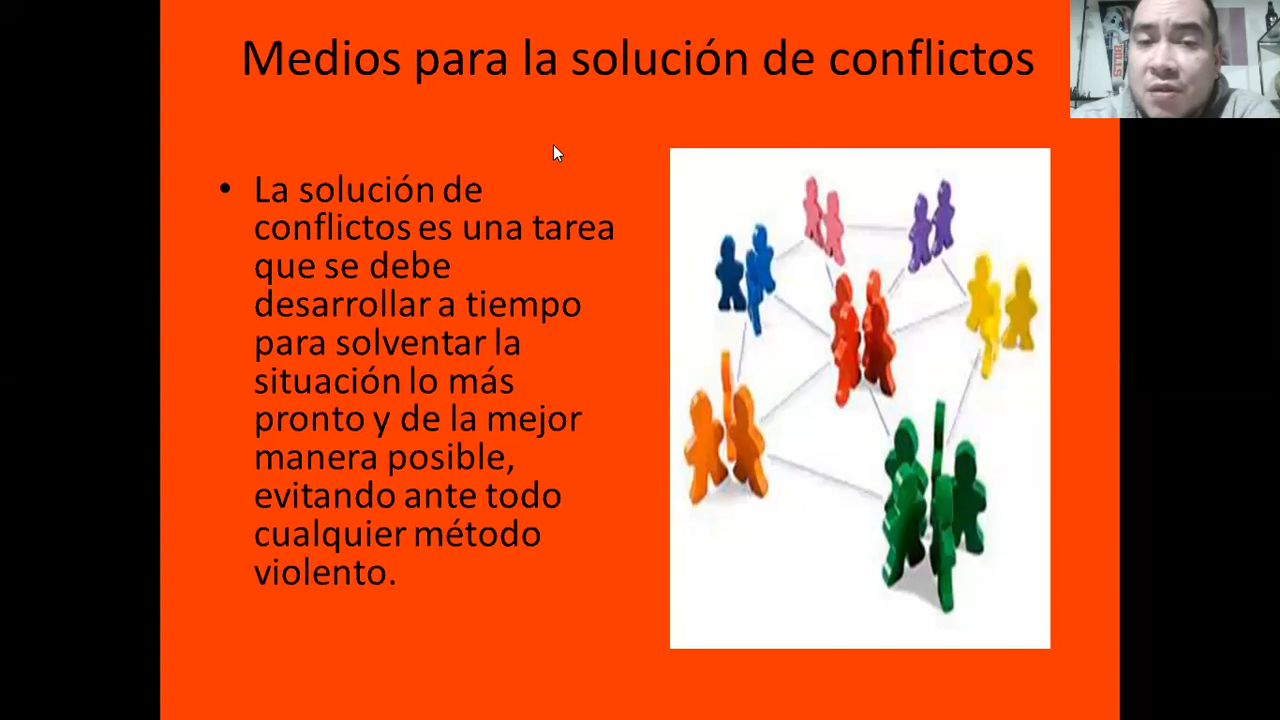 Medios para la solución de conflictos
• La solución de
conflictos es una tarea
que se debe
desarrollar a tiempo
para solventar la
situación lo más
pronto y de la mejor
manera posible,
evitando ante todo
cualquier método
violento.
BILLS